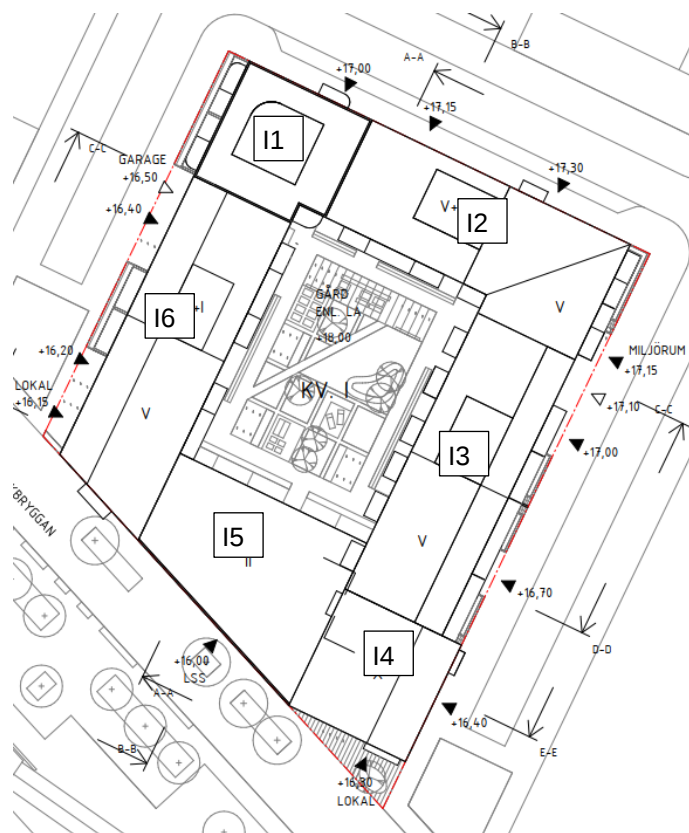 B-B
A-A
+17,00
+17,15
C-C
GARAGE
+16,50
+16,40
+17,30
I1
V+
I2
V
GÅRD
ENL. LA
+18,00
I6
+I
KV. I
MILJÖRUM
+17,15
+17,10
C-C
+17,00
+16,20
LOKAL
+16,15
V
I3
V
I5
II
+16,70
D-D
I4
+16,00
LSS
A-A
B-B
+16,40
E-E
+16,30
LOKAL